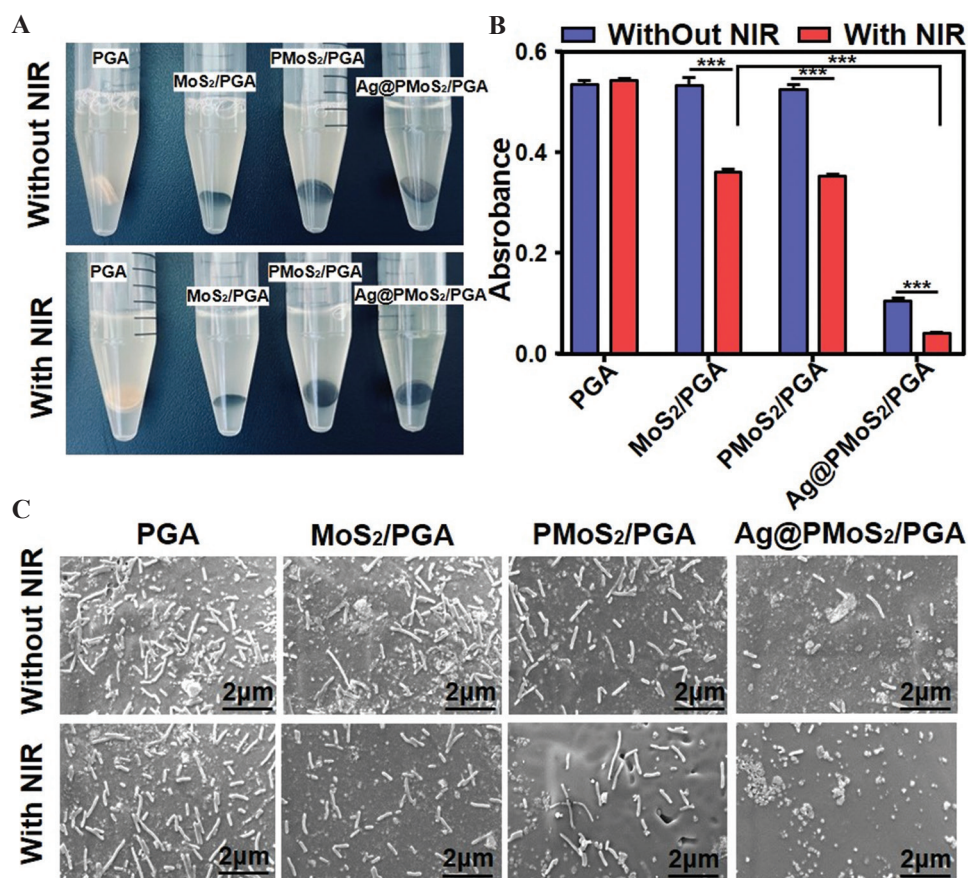 A
Without NIR
PGA
MoS₂/PGA
PMoS₂/PGA
Ag@PMoS₂/PGA
With NIR
PGA
MoS₂/PGA
PMoS₂/PGA
Ag@PMoS₂/PGA
B
WithOut NIR
With NIR
Absrobance
0.6
0.4
0.2
0.0
***
***
***
***
PGA
MoS₂/PGA
PMoS₂/PGA
Ag@PMoS₂/PGA
C
PGA
MoS₂/PGA
PMoS₂/PGA
Ag@PMoS₂/PGA
Without NIR
2μm
2μm
2μm
2μm
With NIR
2μm
2μm
2μm
2μm